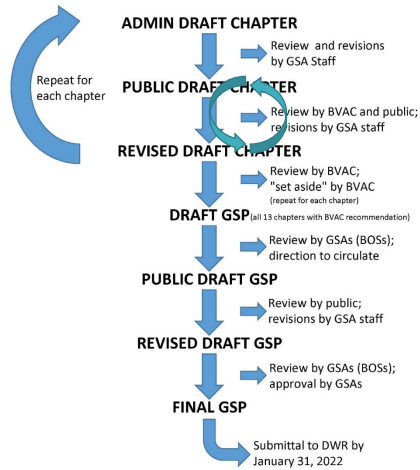 ADMIN DRAFT CHAPTER
Review and revisions
by GSA Staff
Repeat for
each chapter
PUBLIC DRAFT CHAPTER
Review by BVAC and public;
revisions by GSA staff
REVISED DRAFT CHAPTER
Review by BVAC;
"set aside" by BVAC
(repeat for each chapter)
DRAFT GSP (all 13 chapters with BVAC recommendation)
Review by GSAs (BOSs);
direction to circulate
PUBLIC DRAFT GSP
Review by public;
revisions by GSA staff
REVISED DRAFT GSP
Review by GSAs (BOSs);
approval by GSAs
FINAL GSP
Submittal to DWR by
January 31, 2022